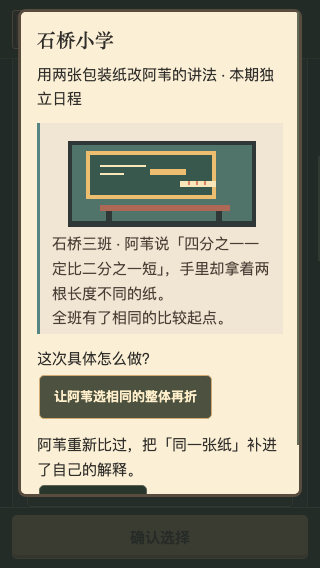 石桥小学
用两张包装纸改阿苇的讲法 · 本期独
立日程
石桥三班 · 阿苇说「四分之一一
定比二分之一短」，手里却拿着两
根长度不同的纸。
全班有了相同的比较起点。
这次具体怎么做？
让阿苇选相同的整体再折
阿苇重新比过，把「同一张纸」补进
了自己的解释。
确认选择